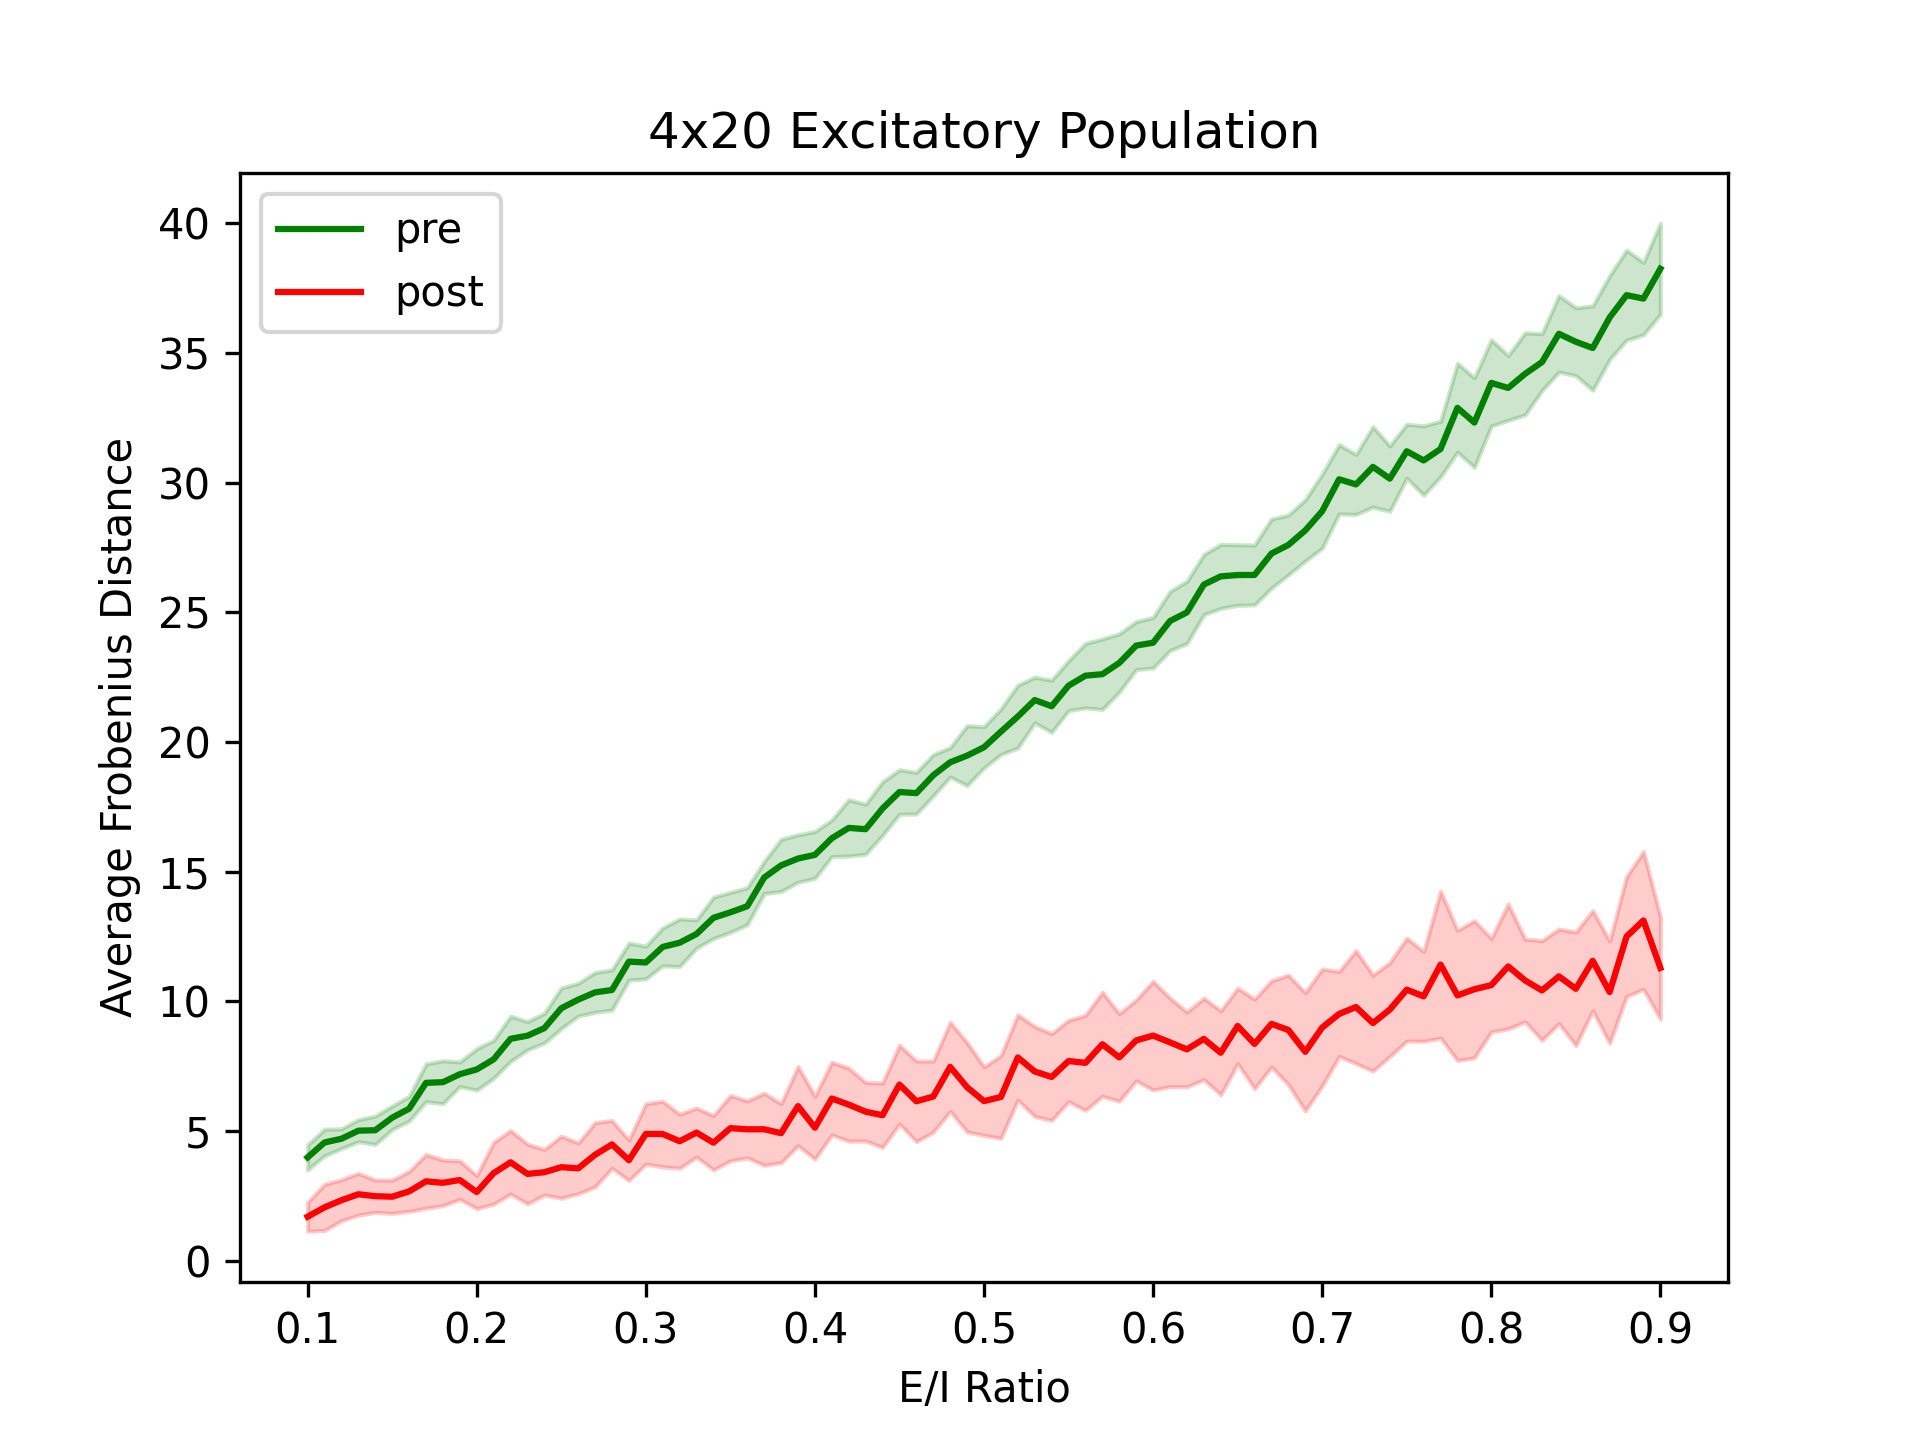 4x20 Excitatory Population
pre
post
40
35
30
25
20
15
10
5
0
Average Frobenius Distance
0.1 0.2 0.3 0.4 0.5 0.6 0.7 0.8 0.9
E/I Ratio